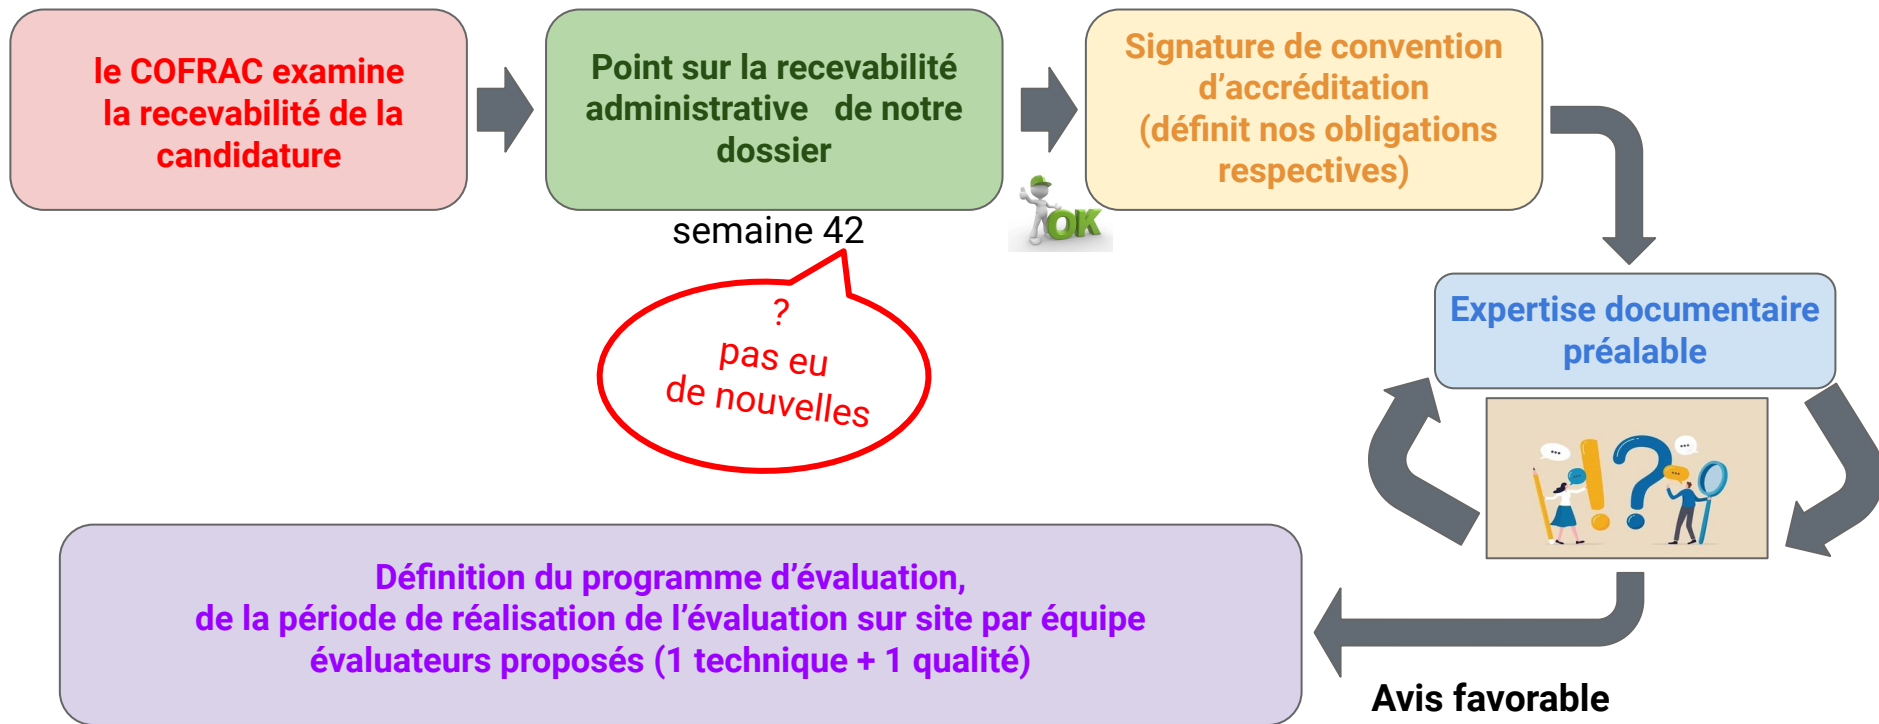 le COFRAC examine
la recevabilité de la
candidature
Point sur la recevabilité
administrative de notre
dossier
semaine 42
?
pas eu
de nouvelles
OK
Signature de convention
d’accréditation
(définit nos obligations
respectives)
Expertise documentaire
préalable
!?
Avis favorable
Définition du programme d’évaluation,
de la période de réalisation de l’évaluation sur site par équipe
évaluateurs proposés (1 technique + 1 qualité)